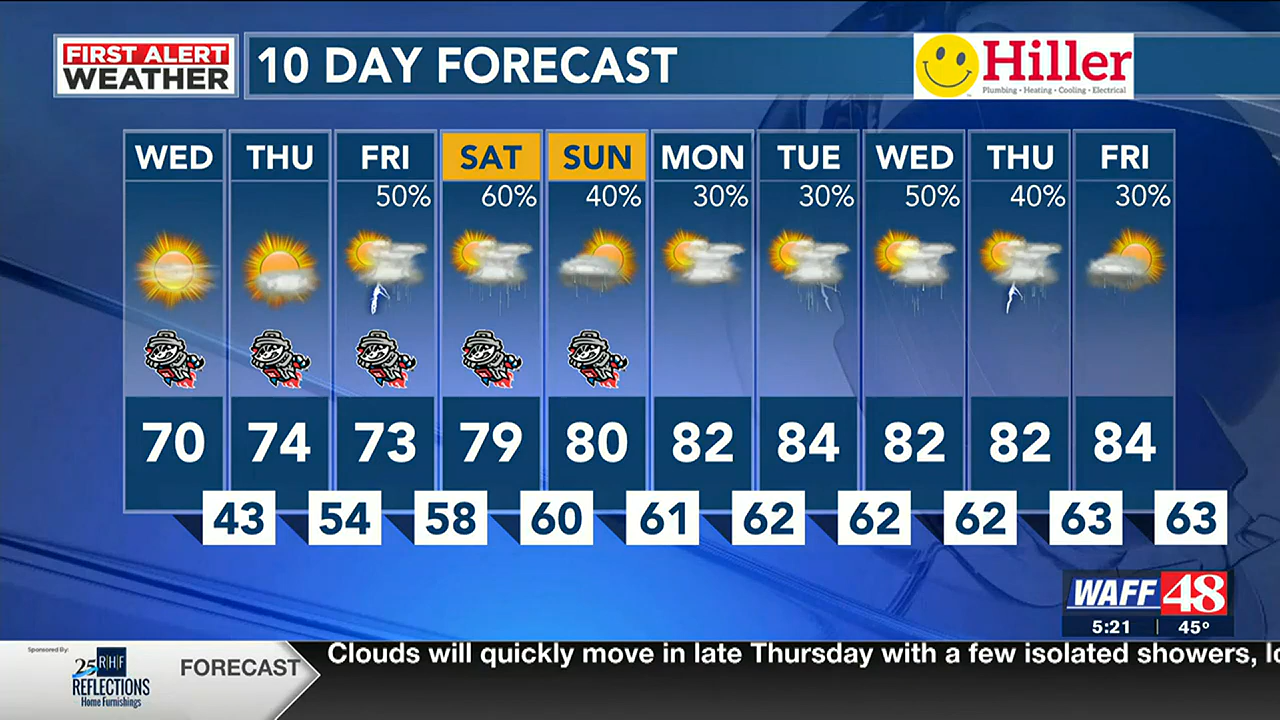 FIRST ALERT
WEATHER
10 DAY FORECAST
Hiller
Plumbing • Heating • Cooling • Electrical
WED THU FRI SAT SUN MON TUE WED THU FRI
50% 60% 40% 30% 30% 50% 40% 30%
70 74 73 79 80 82 84 82 82 84
43 54 58 60 61 62 62 62 63 63
WAFF 48
5:21 45°
Sponsored By:
25 RHF
REFLECTIONS
Home Furnishings
FORECAST
Clouds will quickly move in late Thursday with a few isolated showers,